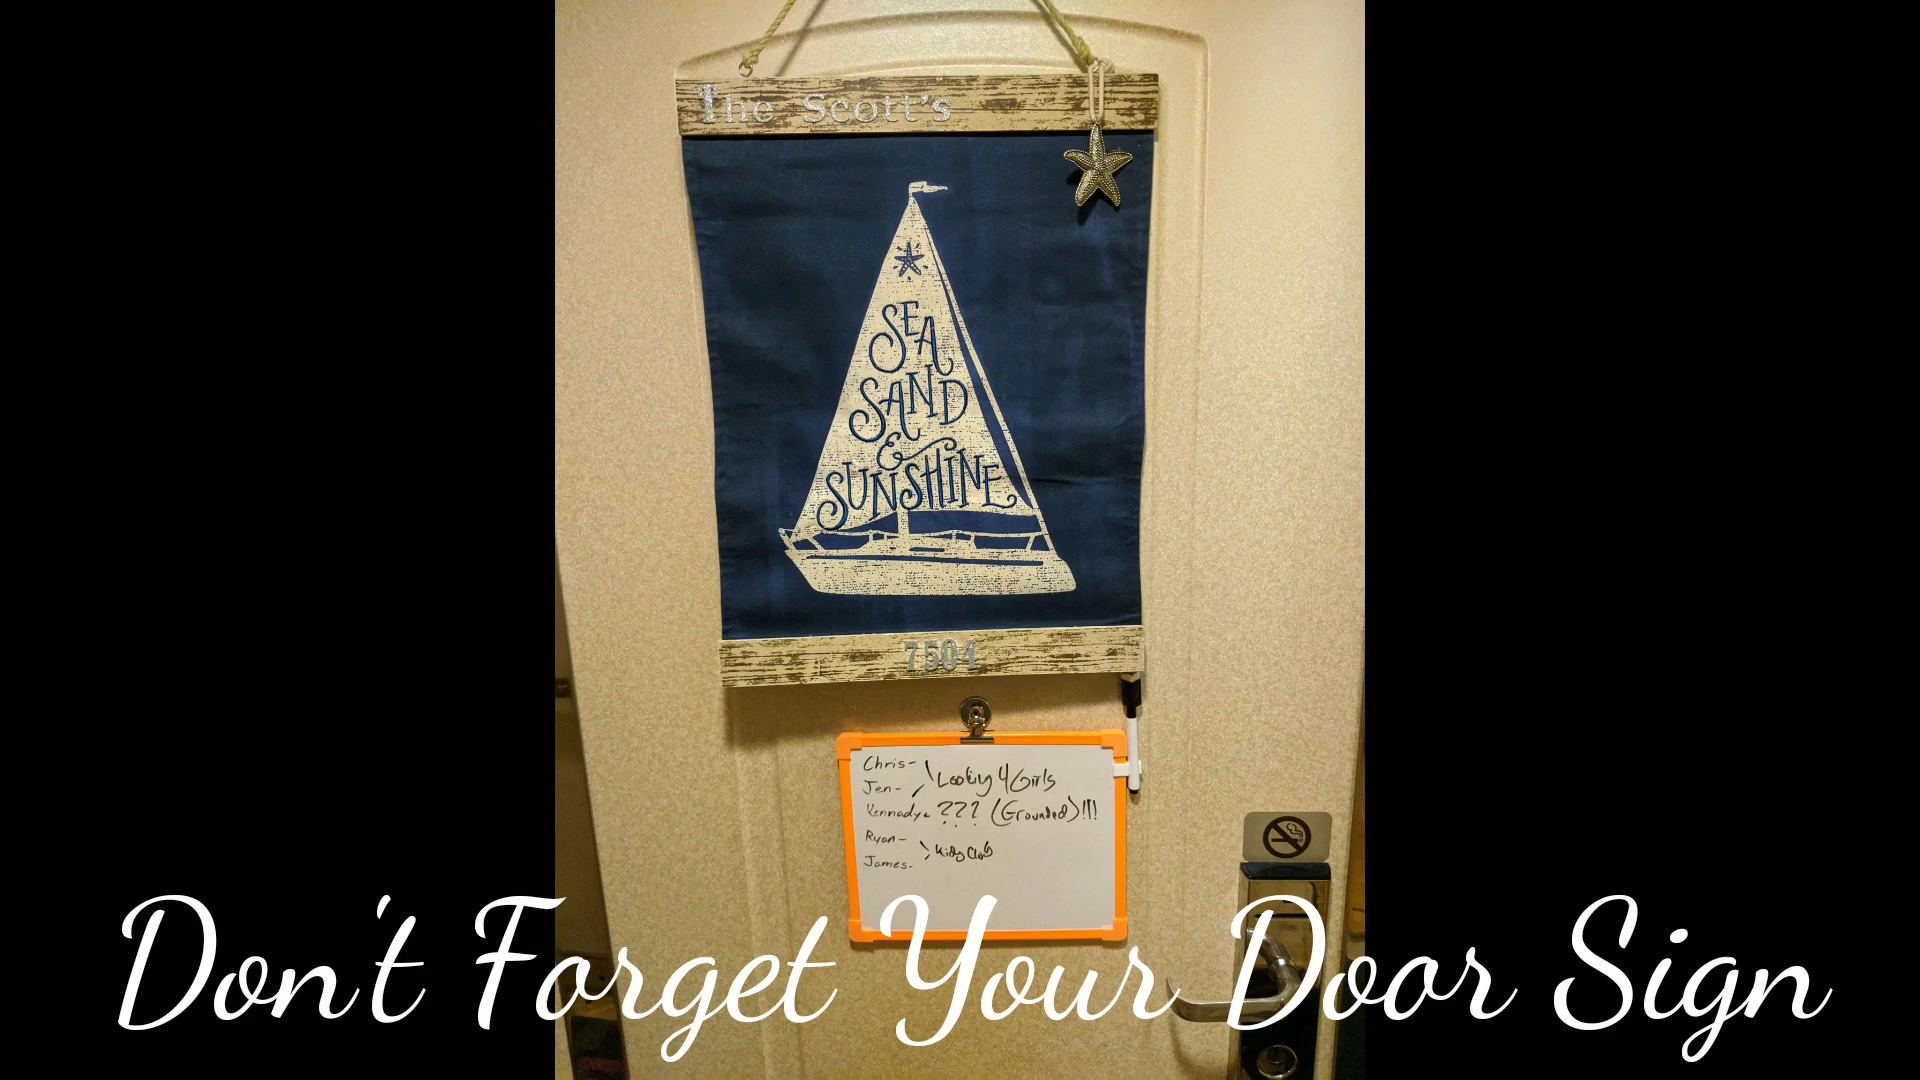 The Scott's
SEA
SAND
&
SUNSHINE
7504
Chris-
Jen- Looking 4 Girls
Kennady- ??? (Grounded)!!!
Ryan-
James- Kids Club
Don't Forget Your Door Sign